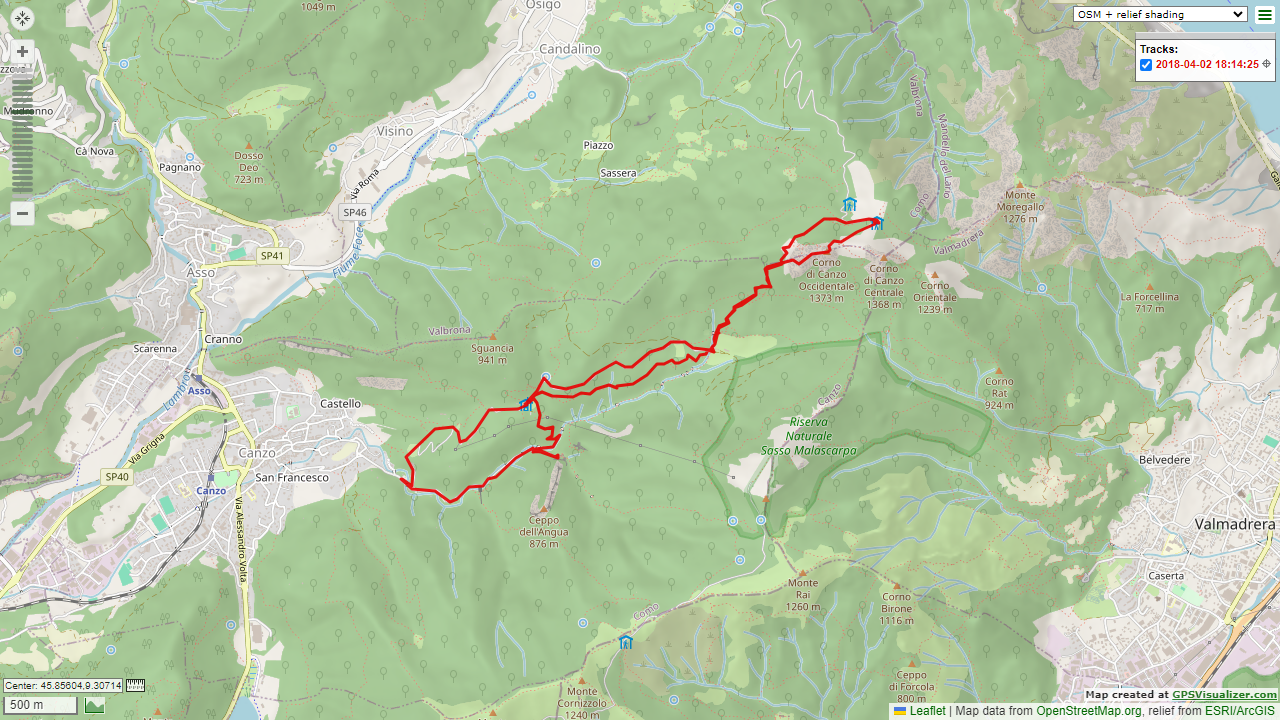 1049 m
Osigo
OSM + relief shading
Candalino
Tracks:
2018-04-02 18:14:25
Visino
Cà Nova
Pagnano
Dosso
Deo
723 m
Piazzo
Sassera
Via Roma
SP46
Valbrona
Mandello del Lario
Como
Valmadrera
Monte
Moregallo
1276 m
SP41
Fiume Foce
Asso
Corno
di Canzo
Occidentale
1373 m
Corno
di Canzo
Centrale
1368 m
Corno
Orientale
1239 m
La Forcellina
717 m
Valbrona
Cranno
Scarenna
Sguancia
941 m
Lambro
Asso
Castello
Canzo
Corno
Rat
924 m
Riserva
Naturale
Sasso Malascarpa
Via Grigna
Canzo
SP40
San Francesco
Canzo
Via Alessandro Volta
Belvedere
Ceppo
dell'Angua
876 m
Valmadrera
Caserta
Monte
Rai
1260 m
Corno
Birone
1116 m
Como
Ceppo
di Forcola
800 m
Monte
Cornizzolo
1240 m
Center: 45.85604,9.30714
500 m
Map created at GPSVisualizer.com
Leaflet | Map data from OpenStreetMap.org, relief from ESRI/ArcGIS